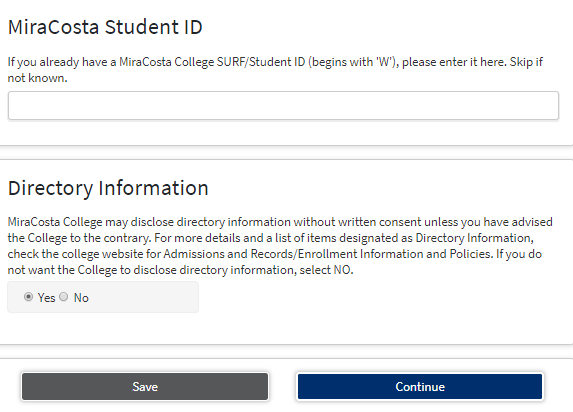 MiraCosta Student ID
If you already have a MiraCosta College SURF/Student ID (begins with 'W'), please enter it here. Skip if
not known.
Directory Information
MiraCosta College may disclose directory information without written consent unless you have advised
the College to the contrary. For more details and a list of items designated as Directory Information,
check the college website for Admissions and Records/Enrollment Information and Policies. If you do
not want the College to disclose directory information, select NO.
Yes No
Save Continue